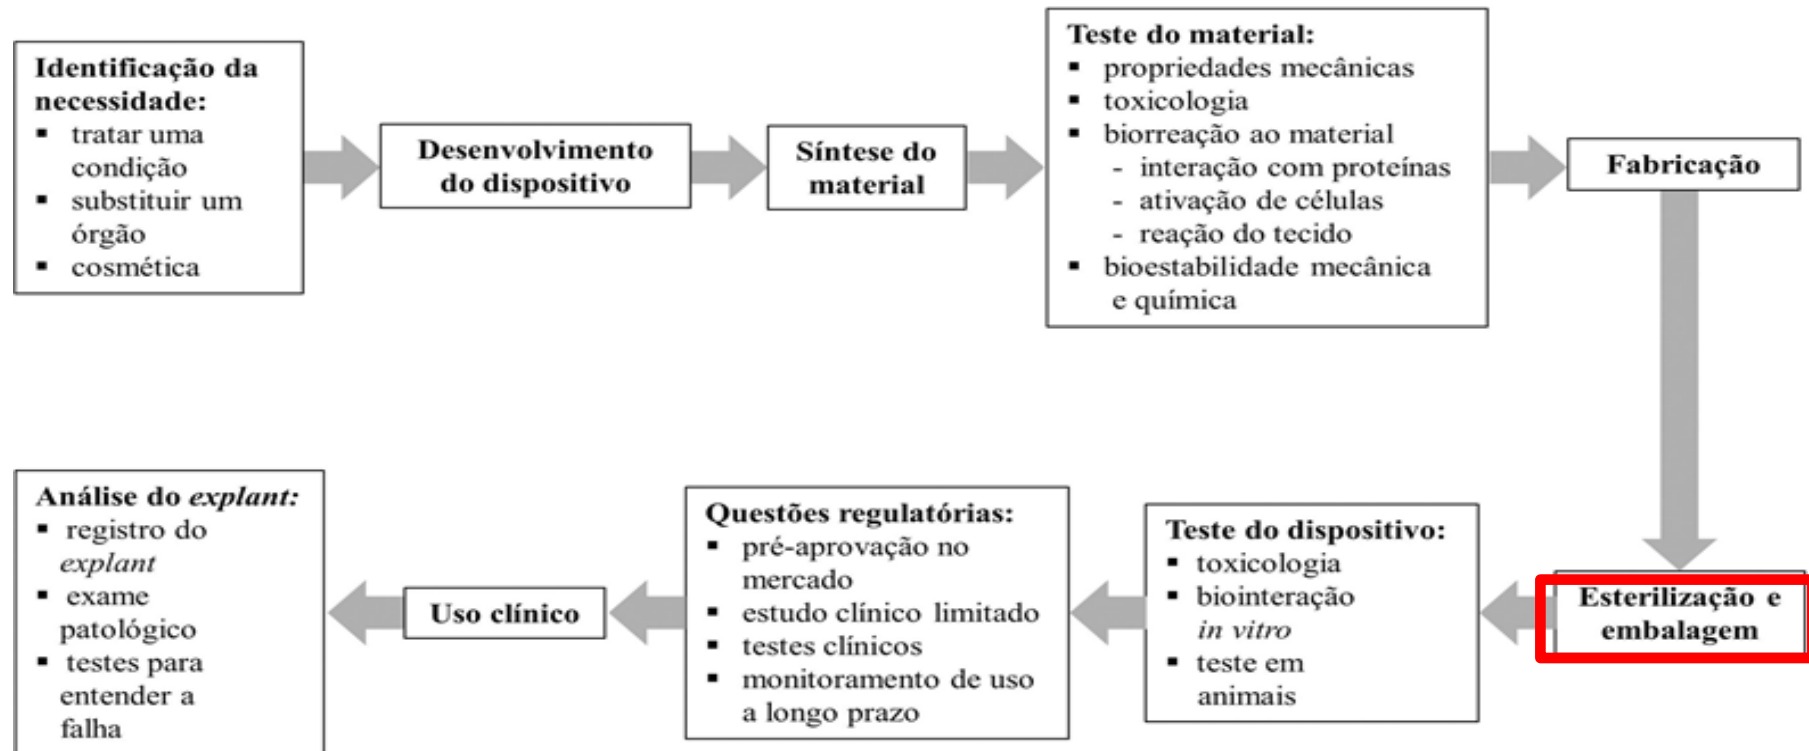 Identificação da
necessidade:
▪ tratar uma
condição
▪ substituir um
órgão
▪ cosmética
Desenvolvimento
do dispositivo
Síntese do
material
Teste do material:
▪ propriedades mecânicas
▪ toxicologia
▪ biorreação ao material
- interação com proteínas
- ativação de células
- reação do tecido
▪ bioestabilidade mecânica
e química
Fabricação
Esterilização e
embalagem
Teste do dispositivo:
▪ toxicologia
▪ biointeração
in vitro
▪ teste em
animais
Questões regulatórias:
▪ pré-aprovação no
mercado
▪ estudo clínico limitado
▪ testes clínicos
▪ monitoramento de uso
a longo prazo
Uso clínico
Análise do explant:
▪ registro do
explant
▪ exame
patológico
▪ testes para
entender a
falha